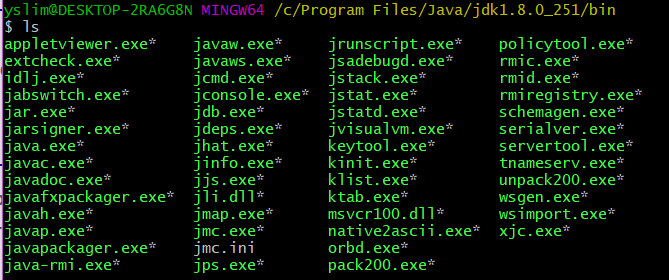 yslim@DESKTOP-2RA6G8N MINGW64 /c/Program Files/Java/jdk1.8.0_251/bin
$ ls
appletviewer.exe* javaw.exe* jrunscript.exe* policytool.exe*
extcheck.exe* javaws.exe* jsadebugd.exe* rmic.exe*
idlj.exe* jcmd.exe* jstack.exe* rmid.exe*
jabswitch.exe* jconsole.exe* jstat.exe* rmiregistry.exe*
jar.exe* jdb.exe* jstatd.exe* schemagen.exe*
jarsigner.exe* jdeps.exe* jvisualvm.exe* serialver.exe*
java.exe* jhat.exe* keytool.exe* servertool.exe*
javac.exe* jinfo.exe* kinit.exe* tnameserv.exe*
javadoc.exe* jjs.exe* klist.exe* unpack200.exe*
javafxpackager.exe* jli.dll* ktab.exe* wsgen.exe*
javah.exe* jmap.exe* msvcr100.dll* wsimport.exe*
javap.exe* jmc.exe* native2ascii.exe* xjc.exe*
javapackager.exe* jmc.ini orbd.exe*
java-rmi.exe* jps.exe* pack200.exe*